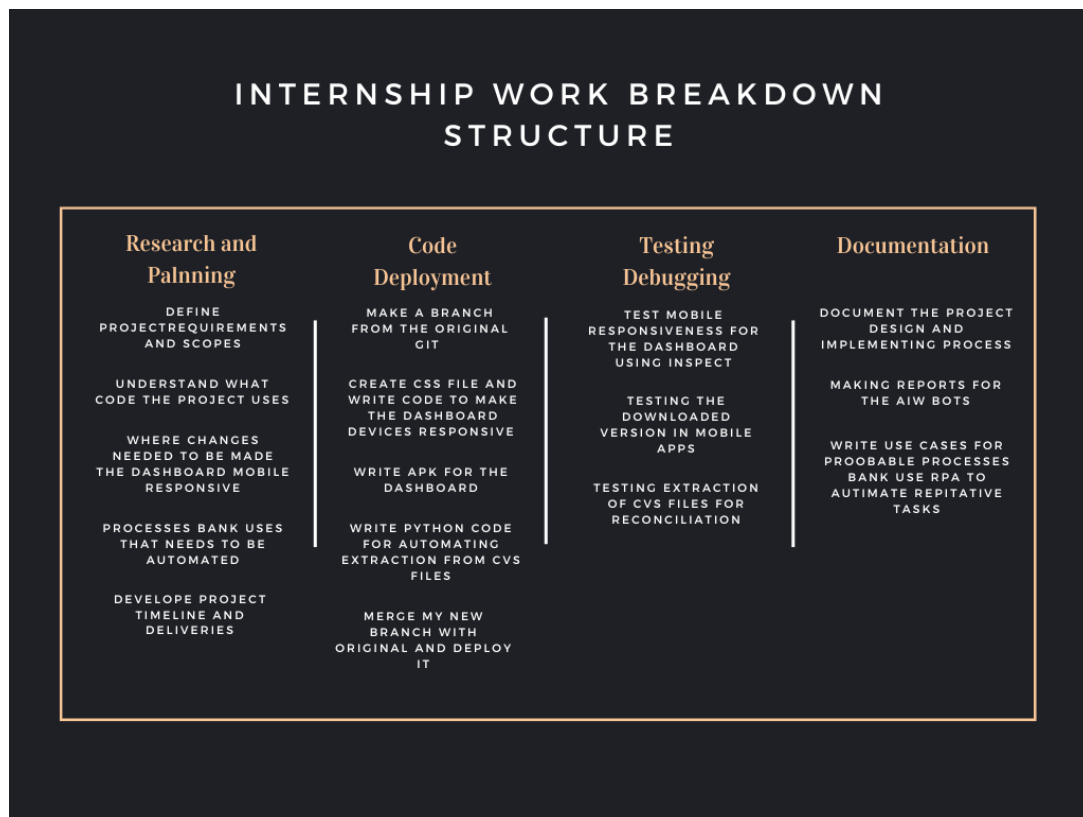 INTERNSHIP WORK BREAKDOWN
STRUCTURE
Research and
Palnning
DEFINE
PROJECTREQUIREMENTS
AND SCOPES
UNDERSTAND WHAT
CODE THE PROJECT USES
WHERE CHANGES
NEEDED TO BE MADE
THE DASHBOARD MOBILE
RESPONSIVE
PROCESSES BANK USES
THAT NEEDS TO BE
AUTOMATED
DEVELOPE PROJECT
TIMELINE AND
DELIVERIES
Code
Deployment
MAKE A BRANCH
FROM THE ORIGINAL
GIT
CREATE CSS FILE AND
WRITE CODE TO MAKE
THE DASHBOARD
DEVICES RESPONSIVE
WRITE APK FOR THE
DASHBOARD
WRITE PYTHON CODE
FOR AUTOMATING
EXTRACTION FROM CVS
FILES
MERGE MY NEW
BRANCH WITH
ORIGINAL AND DEPLOY
IT
Testing
Debugging
TEST MOBILE
RESPONSIVENESS FOR
THE DASHBOARD
USING INSPECT
TESTING THE
DOWNLOADED
VERSION IN MOBILE
APPS
TESTING EXTRACTION
OF CVS FILES FOR
RECONCILIATION
Documentation
DOCUMENT THE PROJECT
DESIGN AND
IMPLEMENTING PROCESS
MAKING REPORTS FOR
THE AIW BOTS
WRITE USE CASES FOR
PROOBABLE PROCESSES
BANK USE RPA TO
AUTIMATE REPITATIVE
TASKS